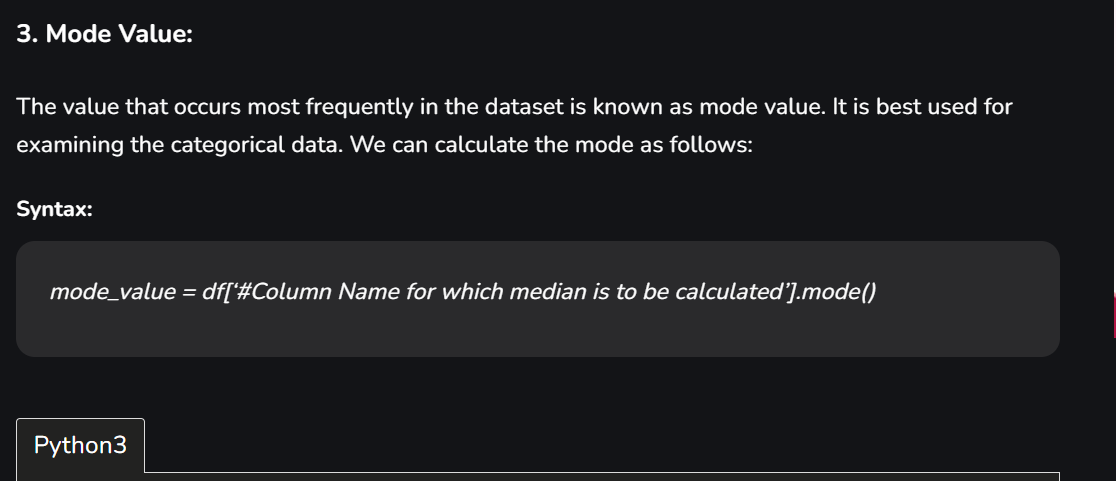 3. Mode Value:
The value that occurs most frequently in the dataset is known as mode value. It is best used for
examining the categorical data. We can calculate the mode as follows:
Syntax:
mode_value = df[‘#Column Name for which median is to be calculated’].mode()
Python3